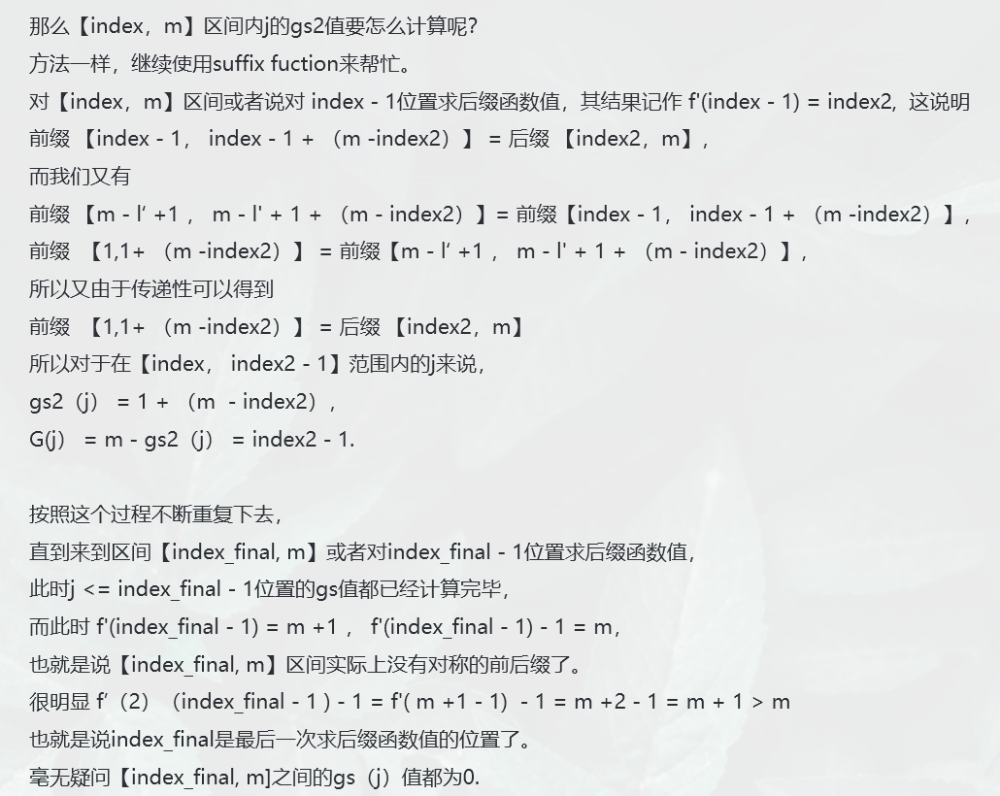 那么【index，m】区间内j的gs2值要怎么计算呢？
方法一样，继续使用suffix fuction来帮忙。
对【index，m】区间或者说对 index - 1位置求后缀函数值，其结果记作 f'(index - 1) = index2，这说明
前缀 【index - 1， index - 1 + （m -index2）】 = 后缀 【index2，m】，
而我们又有
前缀 【m - l‘ +1 ， m - l' + 1 + （m - index2）】= 前缀【index - 1， index - 1 + （m -index2）】，
前缀 【1,1+ （m -index2）】 = 前缀【m - l‘ +1 ， m - l' + 1 + （m - index2）】，
所以又由于传递性可以得到
前缀 【1,1+ （m -index2）】 = 后缀 【index2，m】
所以对于在【index， index2 - 1】范围内的j来说，
gs2（j） = 1 + （m - index2），
G(j） = m - gs2（j） = index2 - 1.
按照这个过程不断重复下去，
直到来到区间【index_final, m】或者对index_final - 1位置求后缀函数值，
此时j <= index_final - 1位置的gs值都已经计算完毕，
而此时 f'(index_final - 1) = m +1 ， f'(index_final - 1) - 1 = m，
也就是说【index_final, m】区间实际上没有对称的前后缀了。
很明显 f’（2）（index_final - 1 ) - 1 = f'( m +1 - 1) - 1 = m +2 - 1 = m + 1 > m
也就是说index_final是最后一次求后缀函数值的位置了。
毫无疑问【index_final, m]之间的gs（j）值都为0.